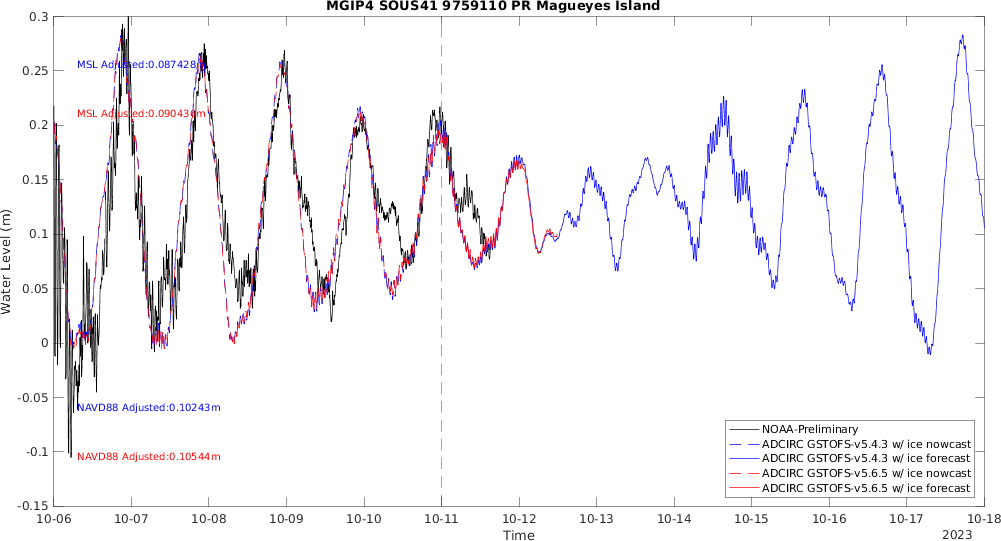 MGIP4 SOUS41 9759110 PR Magueyes Island
0.3
0.25
0.2
0.15
0.1
0.05
0
-0.05
-0.1
-0.15
Water Level (m)
MSL Adjusted:0.087428
MSL Adjusted:0.090436m
NAVD88 Adjusted:0.10243m
NAVD88 Adjusted:0.10544m
NOAA-Preliminary
ADCIRC GSTOFS-v5.4.3 w/ ice nowcast
ADCIRC GSTOFS-v5.4.3 w/ ice forecast
ADCIRC GSTOFS-v5.6.5 w/ ice nowcast
ADCIRC GSTOFS-v5.6.5 w/ ice forecast
10-06 10-07 10-08 10-09 10-10 10-11 10-12 10-13 10-14 10-15 10-16 10-17 10-18
Time
2023